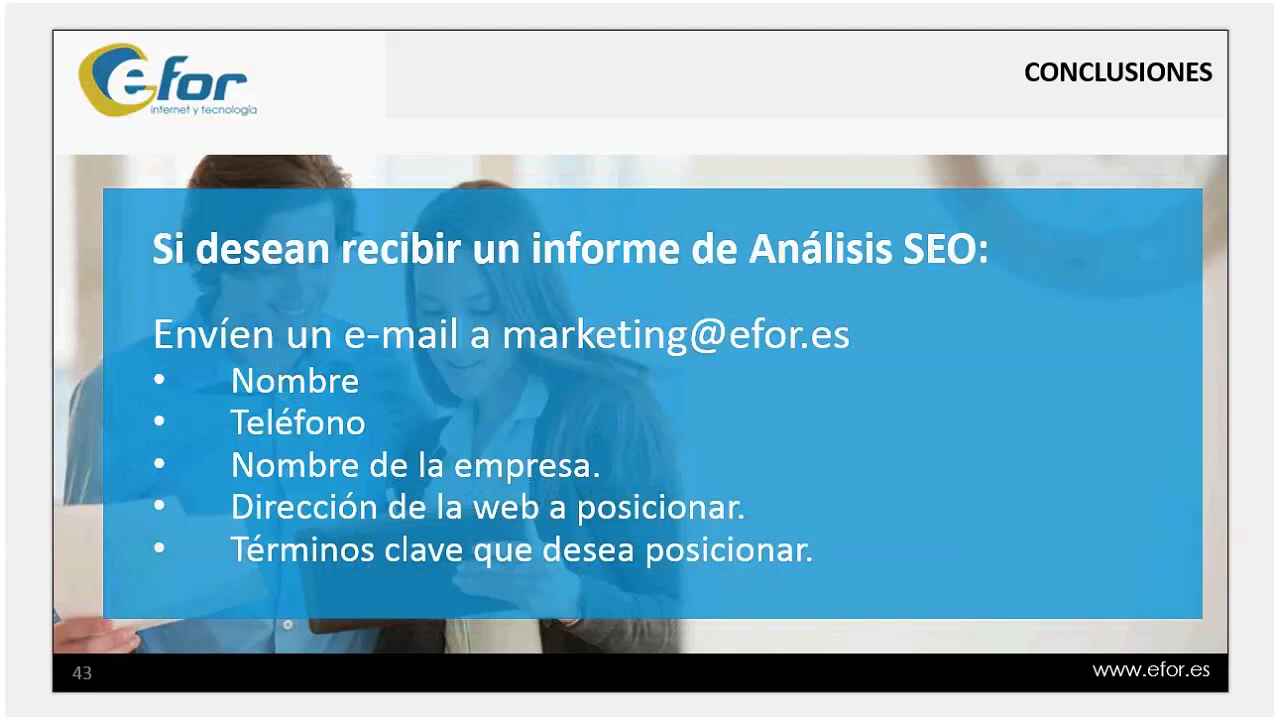 efor
internet y tecnología
CONCLUSIONES
Si desean recibir un informe de Análisis SEO:
Envíen un e-mail a marketing@efor.es
• Nombre
• Teléfono
• Nombre de la empresa.
• Dirección de la web a posicionar.
• Términos clave que desea posicionar.
43
www.efor.es